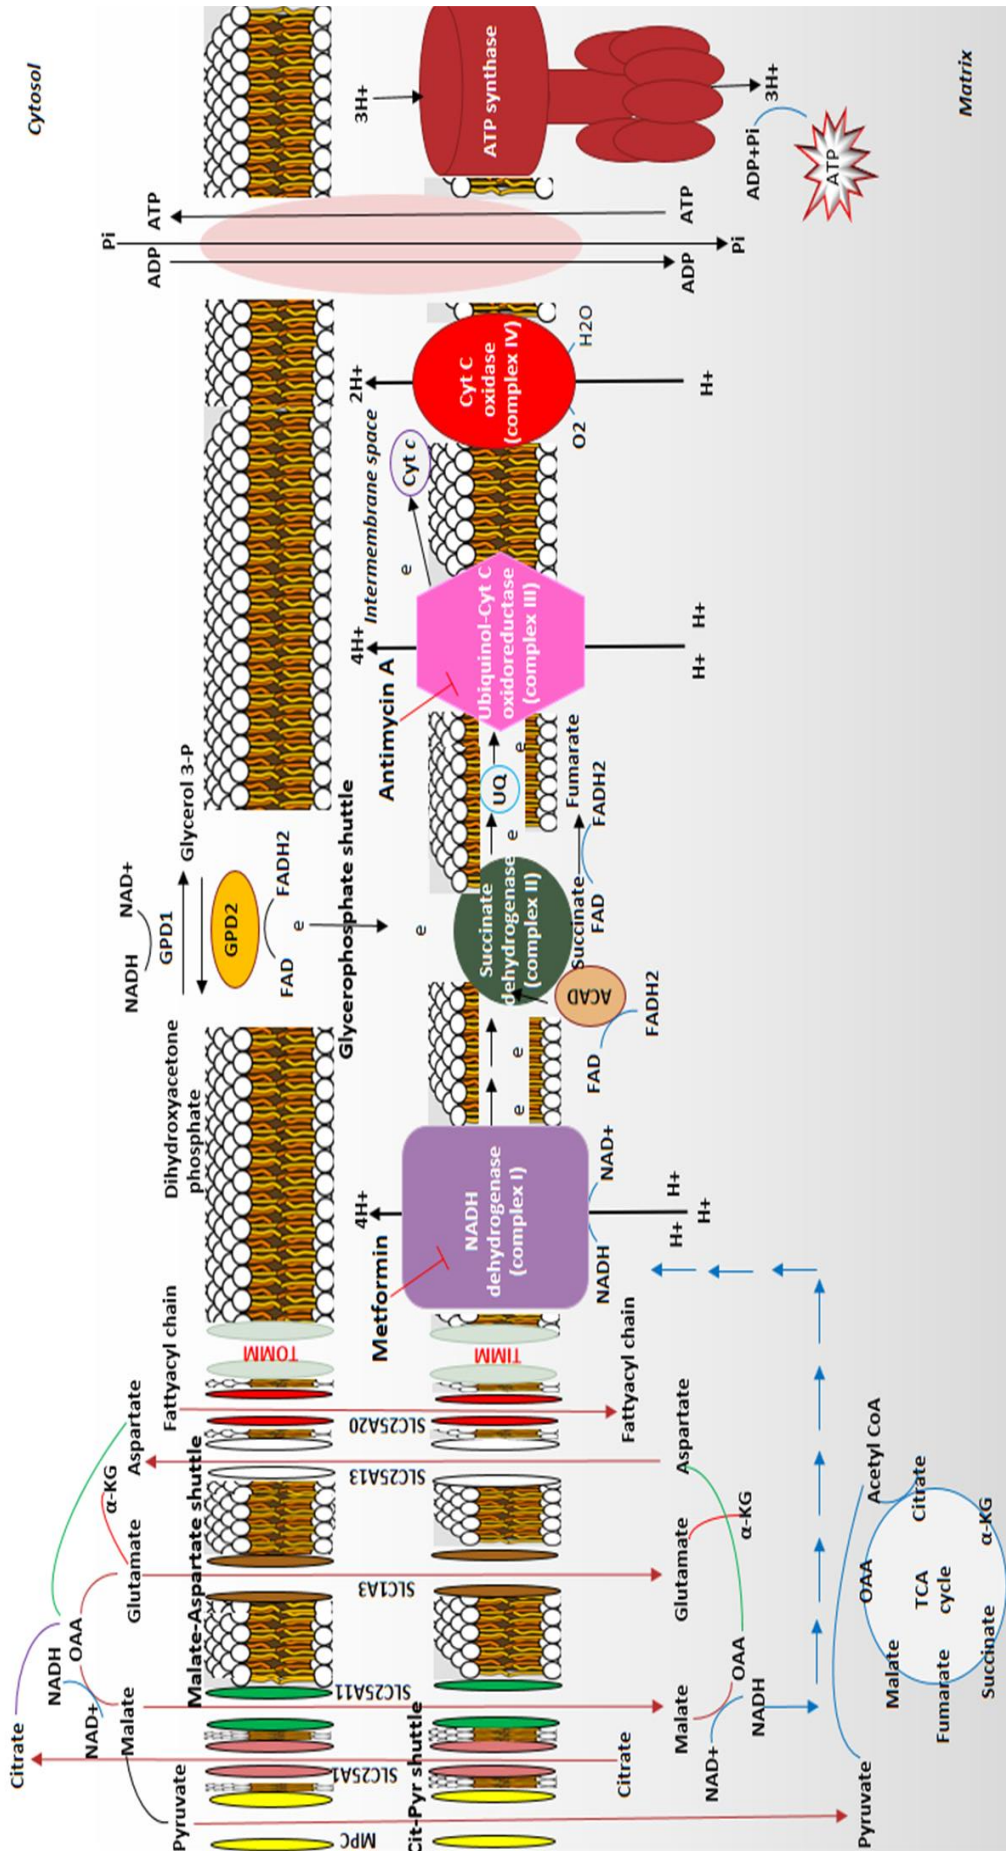 Cytosol
Citrate
NADH
NAD+
OAA
Malate
Pyruvate
α-KG
Glutamate
Aspartate
Fattyacyl chain
Dihydroxyacetone
phosphate
NADH
NAD+
GPD1
Glycerol 3-P
GPD2
FAD
FADH2
e
Pi
ADP
ATP
Malate-Aspartate shuttle
MPC
SLC25A1
SLC25A11
SLC1A3
SLC25A13
SLC25A20
TOMM
Glycerophosphate shuttle
Intermembrane space
Cit-Pyr shuttle
TIMM
Metformin
4H+
NADH
dehydrogenase
(complex I)
NADH
NAD+
H+
H+
H+
e
e
e
Succinate
dehydrogenase
(complex II)
ACAD
FAD
FADH2
Succinate
Fumarate
FAD
FADH2
e
UQ
e
Antimycin A
4H+
Ubiquinol-Cyt C
oxidoreductase
(complex III)
H+
H+
e
Cyt c
2H+
Cyt C
oxidase
(complex IV)
O2
H2O
H+
ADP
Pi
ATP
3H+
ATP synthase
3H+
ADP+Pi
ATP
Citrate
Malate
NAD+
OAA
NADH
Glutamate
α-KG
Aspartate
Fattyacyl chain
Pyruvate
Acetyl CoA
OAA
Malate
Citrate
TCA
cycle
Fumarate
α-KG
Succinate
Matrix